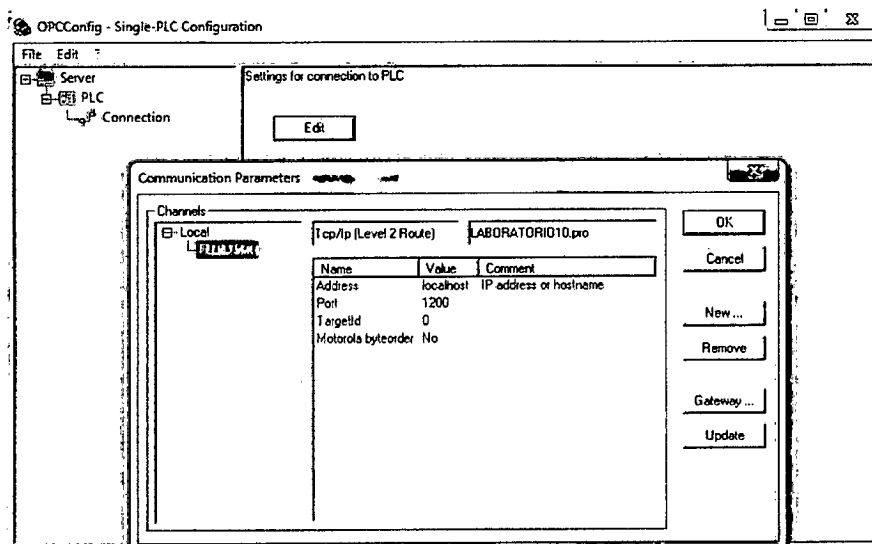 OPCConfig - Single-PLC Configuration
File Edit ?
Server
PLC
Connection
Settings for connection to PLC
Edit
Communication Parameters
Channels
Local
Tcp/Ip (Level 2 Route) LABORATORIO10.pro
Name Value Comment
Address localhost IP address or hostname
Port 1200
TargetId 0
Motorola byteorder No
OK
Cancel
New ...
Remove
Gateway ...
Update